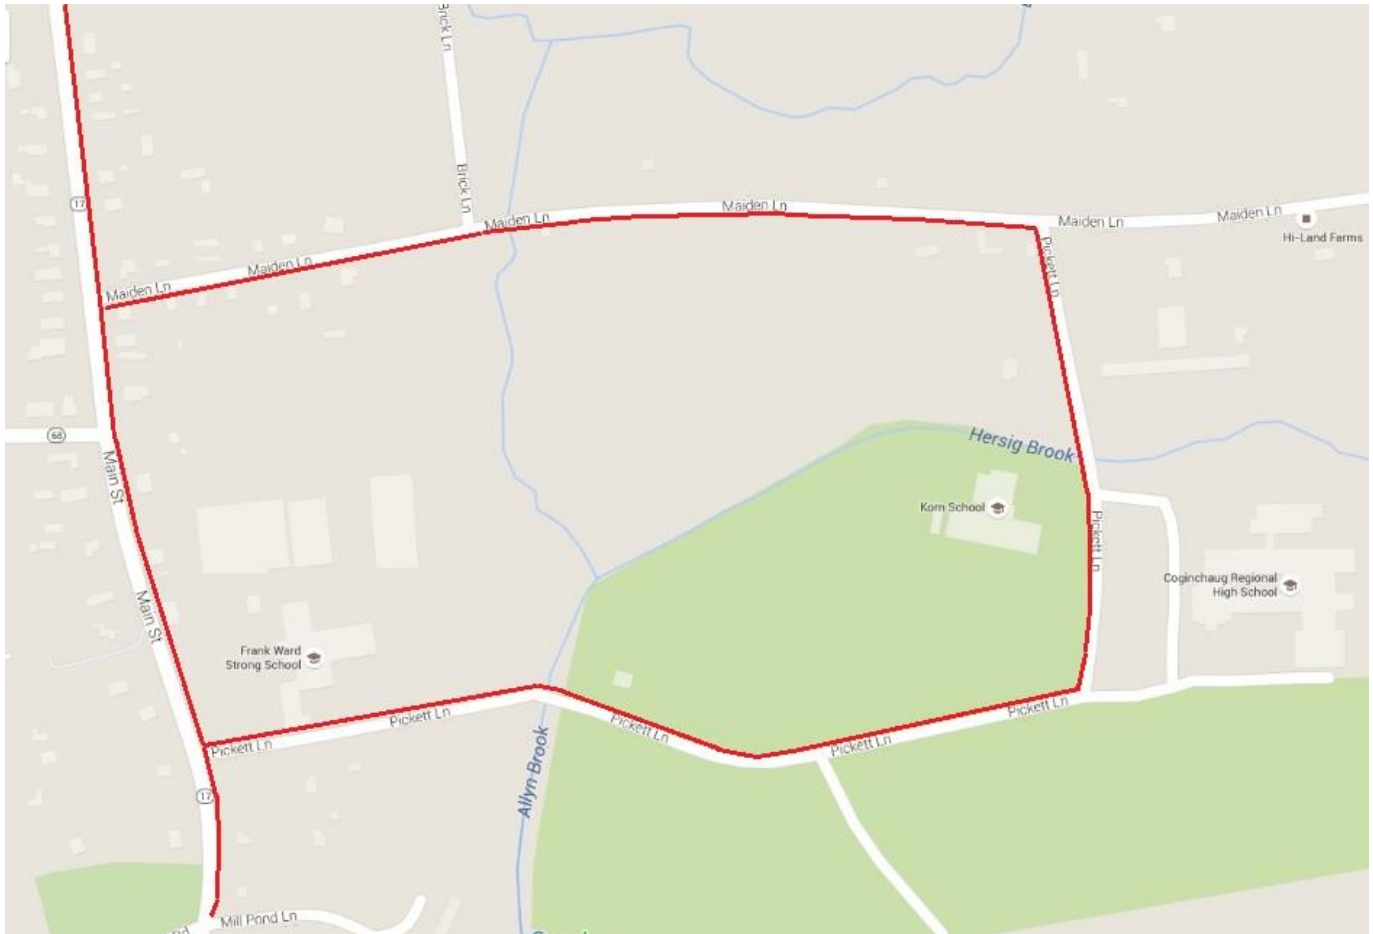 Brick Ln
Brick Ln
17
Maiden Ln
Maiden Ln
Maiden Ln
Maiden Ln
Maiden Ln
Maiden Ln
Hi-Land Farms
Pickett Ln
68
Main St
Hersig Brook
Korn School
Pickett Ln
Coginchaug Regional
High School
Main St
Frank Ward
Strong School
Pickett Ln
Pickett Ln
Pickett Ln
Pickett Ln
Pickett Ln
Allyn Brook
17
Mill Pond Ln